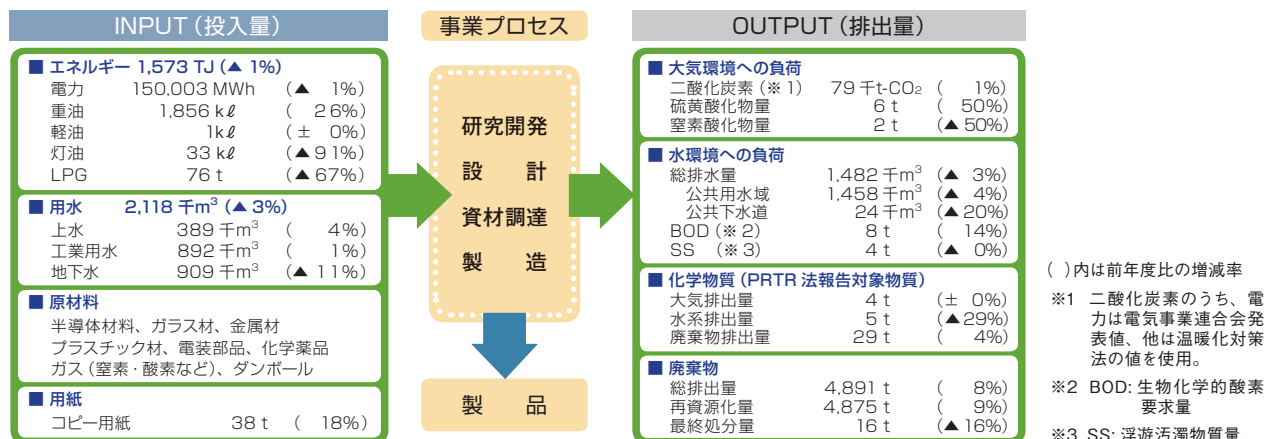 INPUT（投入量）
■ エネルギー 1,573 TJ（▲ 1%）
電力 150,003 MWh （▲ 1%）
重油 1,856 kℓ （ 26%）
軽油 1kℓ （± 0%）
灯油 33 kℓ （▲91%）
LPG 76 t （▲67%）
■ 用水 2,118 千m³（▲ 3%）
上水 389 千m³ （ 4%）
工業用水 892 千m³ （ 1%）
地下水 909 千m³ （▲ 11%）
■ 原材料
半導体材料、ガラス材、金属材
プラスチック材、電装部品、化学薬品
ガス（窒素・酸素など）、ダンボール
■ 用紙
コピー用紙 38 t （ 18%）
事業プロセス
研究開発
設 計
資材調達
製 造
製 品
OUTPUT（排出量）
■ 大気環境への負荷
二酸化炭素（※1） 79 千t-CO₂ （ 1%）
硫黄酸化物量 6 t （ 50%）
窒素酸化物量 2 t （▲50%）
■ 水環境への負荷
総排水量 1,482 千m³ （▲ 3%）
公共用水域 1,458 千m³ （▲ 4%）
公共下水道 24 千m³ （▲20%）
BOD（※2） 8 t （ 14%）
SS （※3） 4 t （▲ 0%）
■ 化学物質（PRTR 法報告対象物質）
大気排出量 4 t （± 0%）
水系排出量 5 t （▲29%）
廃棄物排出量 29 t （ 4%）
■ 廃棄物
総排出量 4,891 t （ 8%）
再資源化量 4,875 t （ 9%）
最終処分量 16 t （▲16%）
（ ）内は前年度比の増減率
※1 二酸化炭素のうち、電
力は電気事業連合会発
表値、他は温暖化対策
法の値を使用。
※2 BOD: 生物化学的酸素
要求量
※3 SS: 浮遊汚濁物質量